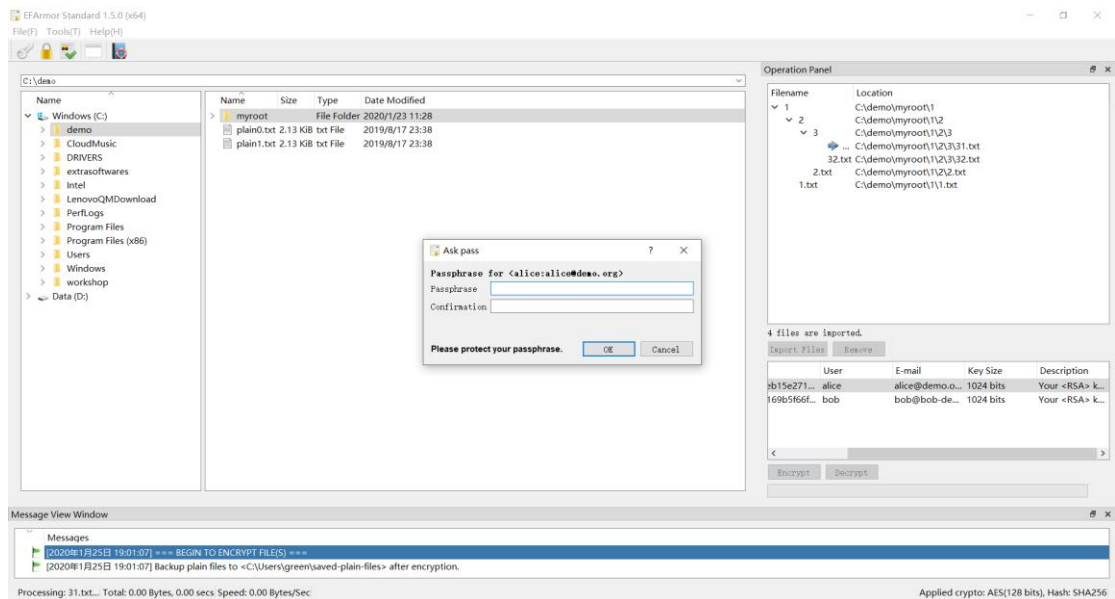 EFArmor Standard 1.5.0 (x64)
File(F) Tools(T) Help(H)
C:\demo
Name
Windows (C:)
demo
CloudMusic
DRIVERS
extrasoftwares
Intel
LenovoQMDownload
PerfLogs
Program Files
Program Files (x86)
Users
Windows
workshop
Data (D:)
Name Size Type Date Modified
myroot File Folder 2020/1/23 11:28
plain0.txt 2.13 KiB txt File 2019/8/17 23:38
plain1.txt 2.13 KiB txt File 2019/8/17 23:38
Ask pass ?
Passphrase for <alice:alice@demo.org>
Passphrase
Confirmation
Please protect your passphrase. OK Cancel
Operation Panel
Filename Location
1 C:\demo\myroot\1
2 C:\demo\myroot\1\2
3 C:\demo\myroot\1\2\3
... C:\demo\myroot\1\2\3\31.txt
32.txt C:\demo\myroot\1\2\3\32.txt
2.txt C:\demo\myroot\1\2\2.txt
1.txt C:\demo\myroot\1\1.txt
4 files are imported.
Import Files Remove
User E-mail Key Size Description
eb15e271... alice alice@demo.o... 1024 bits Your <RSA> k...
169b5f66f... bob bob@bob-de... 1024 bits Your <RSA> k...
Encrypt Decrypt
Message View Window
Messages
[2020年1月25日 19:01:07] === BEGIN TO ENCRYPT FILE(S) ===
[2020年1月25日 19:01:07] Backup plain files to <C:\Users\green\saved-plain-files> after encryption.
Processing: 31.txt... Total: 0.00 Bytes, 0.00 secs Speed: 0.00 Bytes/Sec
Applied crypto: AES(128 bits), Hash: SHA256